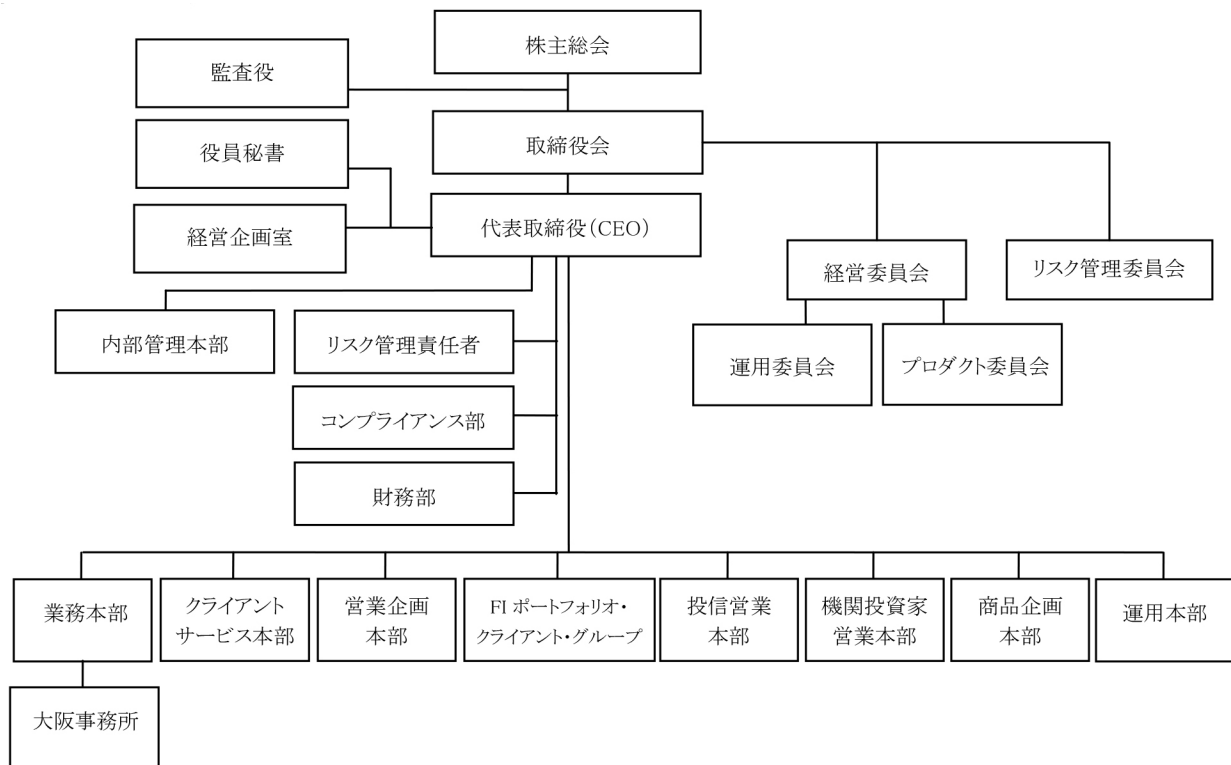 株主総会
監査役
取締役会
役員秘書
代表取締役(CEO)
経営企画室
経営委員会
リスク管理委員会
内部管理本部
リスク管理責任者
運用委員会
プロダクト委員会
コンプライアンス部
財務部
業務本部
クライアント
サービス本部
営業企画
本部
FI ポートフォリオ・
クライアント・グループ
投信営業
本部
機関投資家
営業本部
商品企画
本部
運用本部
大阪事務所